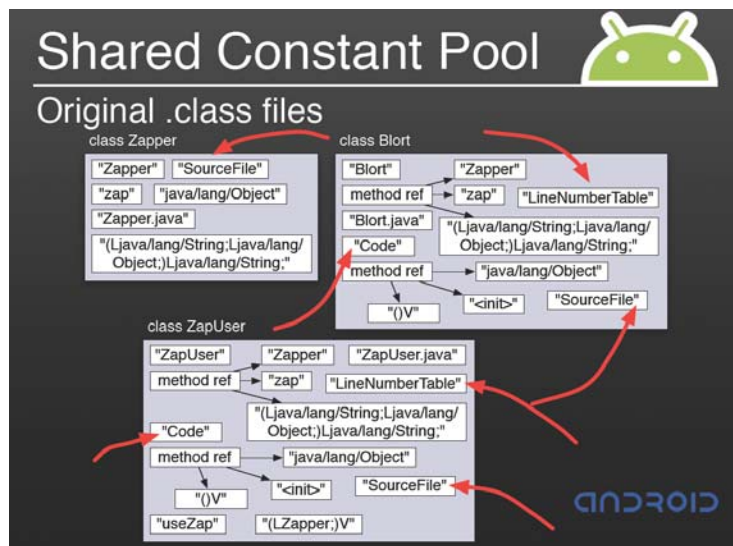 Shared Constant Pool
Original .class files
class Zapper
"Zapper" "SourceFile"
"zap" "java/lang/Object"
"Zapper.java"
"(Ljava/lang/String;Ljava/lang/
Object;)Ljava/lang/String;"
class Blort
"Blort" "Zapper"
method ref "zap" "LineNumberTable"
"Blort.java"
"(Ljava/lang/String;Ljava/lang/
Object;)Ljava/lang/String;"
"Code"
method ref "java/lang/Object"
"()V" "<init>" "SourceFile"
class ZapUser
"ZapUser" "Zapper" "ZapUser.java"
method ref "zap" "LineNumberTable"
"(Ljava/lang/String;Ljava/lang/
Object;)Ljava/lang/String;"
"Code"
method ref "java/lang/Object"
"()V" "<init>" "SourceFile"
"useZap" "(LZapper;)V"
ANDROID